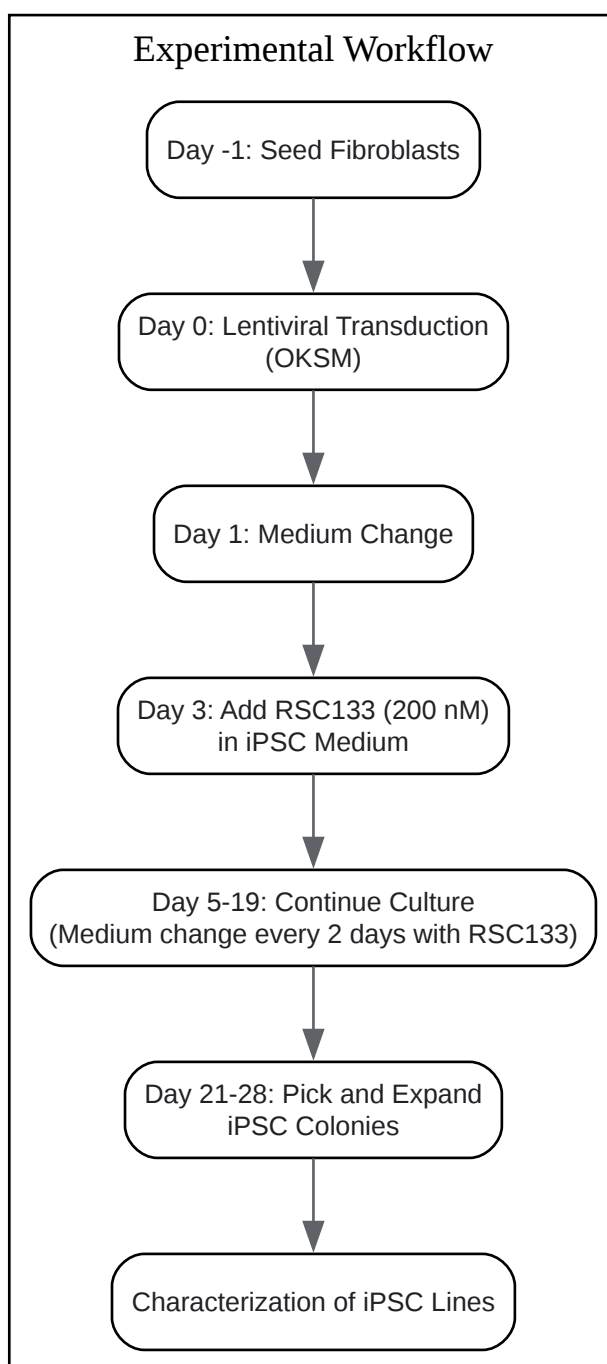 Experimental Workflow
Day -1: Seed Fibroblasts
Day 0: Lentiviral Transduction
(OKSM)
Day 1: Medium Change
Day 3: Add RSC133 (200 nM)
in iPSC Medium
Day 5-19: Continue Culture
(Medium change every 2 days with RSC133)
Day 21-28: Pick and Expand
iPSC Colonies
Characterization of iPSC Lines